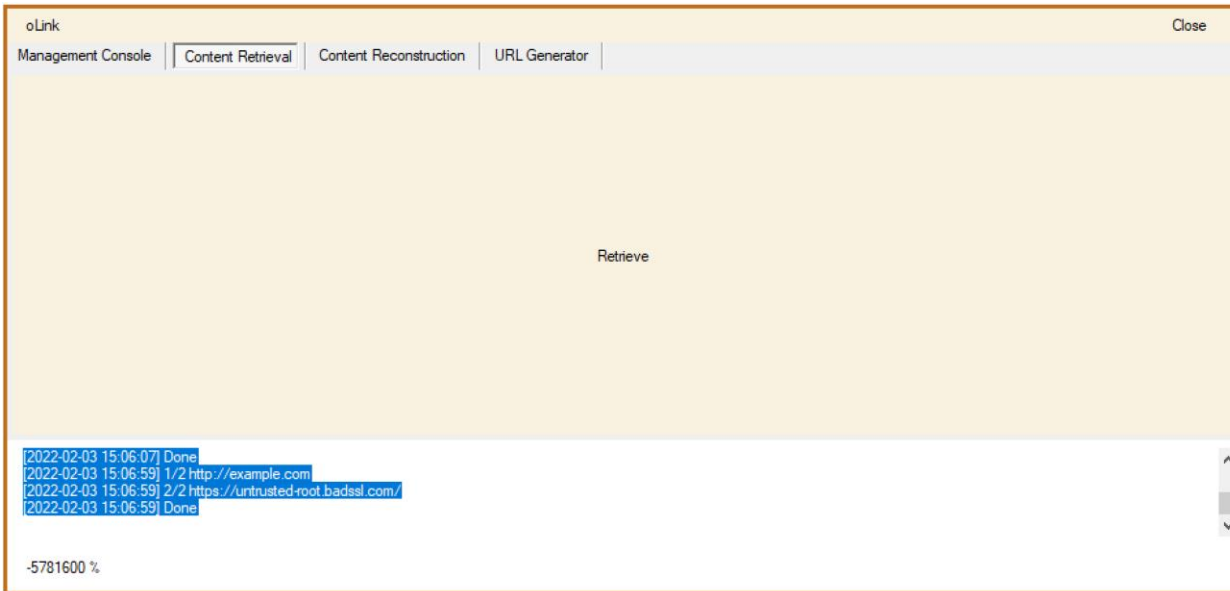 oLink Close
Management Console Content Retrieval Content Reconstruction URL Generator
Retrieve
[2022-02-03 15:06:07] Done
[2022-02-03 15:06:59] 1/2 http://example.com
[2022-02-03 15:06:59] 2/2 https://untrusted-root.badssl.com/
[2022-02-03 15:06:59] Done
-5781600 %